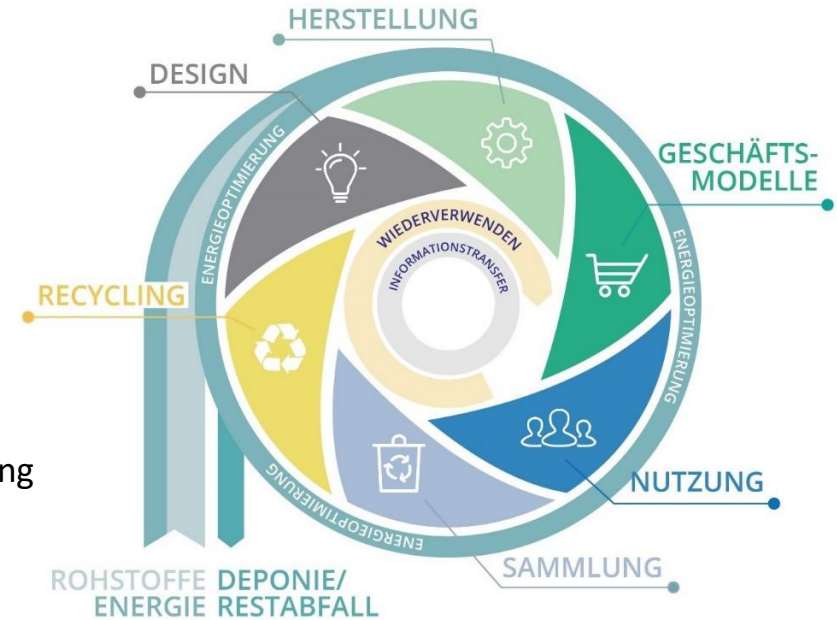 HERSTELLUNG
DESIGN
GESCHÄFTS-
MODELLE
ENERGIEOPTIMIERUNG
WIEDERVERWENDEN
INFORMATIONSTRANSFER
ENERGIEOPTIMIERUNG
RECYCLING
ng
NUTZUNG
ENERGIEOPTIMIERUNG
SAMMLUNG
ROHSTOFFE
ENERGIE
DEPONIE/
RESTABFALL